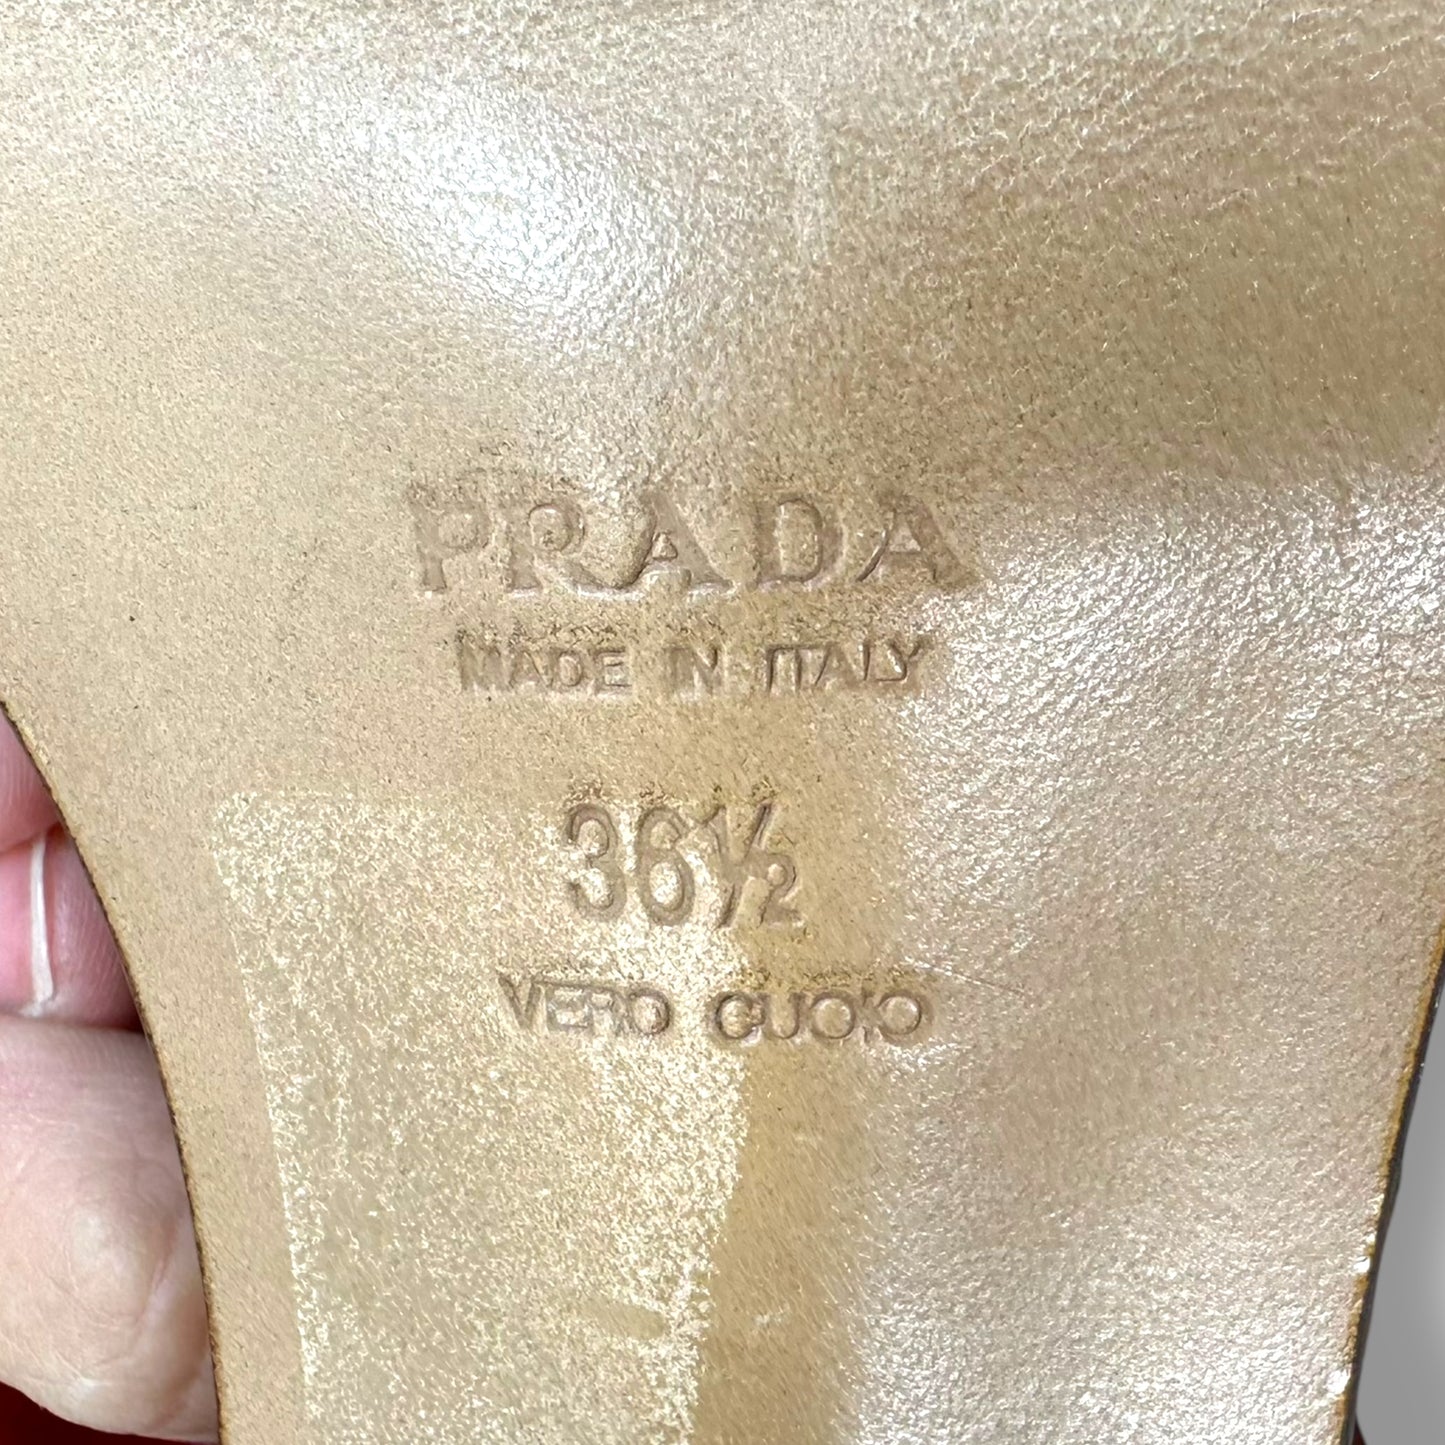 PRADA
MADE IN ITALY
36½
VERO CUOIO